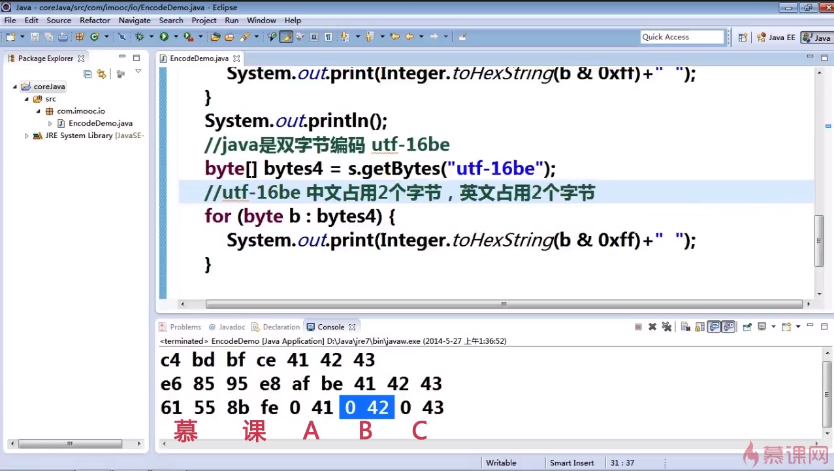 Java - coreJava/src/com/imooc/io/EncodeDemo.java - Eclipse
File Edit Source Refactor Navigate Search Project Run Window Help
Quick Access
Java EE
Java
Package Explorer
EncodeDemo.java
coreJava
src
com.imooc.io
EncodeDemo.java
JRE System Library [JavaSE-
System.out.print(Integer.toHexString(b & 0xff)+"  ");
}
System.out.println();
//java是双字节编码 utf-16be
byte[] bytes4 = s.getBytes("utf-16be");
//utf-16be 中文占用2个字节，英文占用2个字节
for (byte b : bytes4) {
System.out.print(Integer.toHexString(b & 0xff)+"  ");
}
Problems @ Javadoc Declaration Console
<terminated> EncodeDemo [Java Application] D:\Java\jre7\bin\javaw.exe (2014-5-27 上午1:36:52)
c4 bd bf ce 41 42 43
e6 85 95 e8 af be 41 42 43
61 55 8b fe 0 41 0 42 0 43
慕 课 A B C
慕课网
Writable Smart Insert 31 : 37